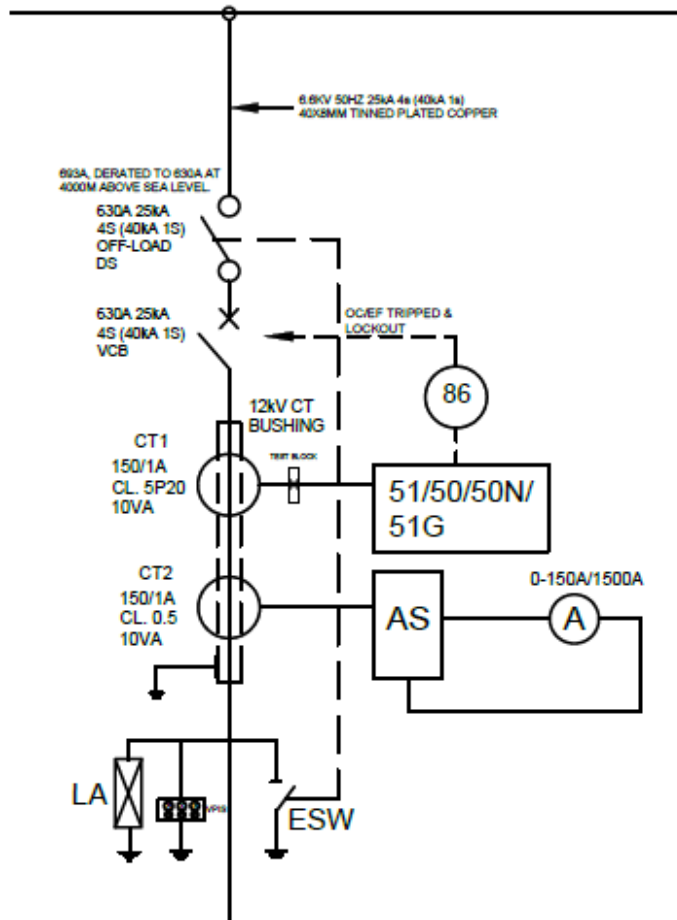 6.6KV 50HZ 25kA 4s (40kA 1s)
40X8MM TINNED PLATED COPPER
693A, DERATED TO 630A AT
4000M ABOVE SEA LEVEL.
630A 25kA
4S (40kA 1S)
OFF-LOAD
DS
630A 25kA
4S (40kA 1S)
VCB
OC/EF TRIPPED &
LOCKOUT
86
12kV CT
BUSHING
CT1
150/1A
CL. 5P20
10VA
TEST BLOCK
51/50/50N/
51G
CT2
150/1A
CL. 0.5
10VA
AS
0-150A/1500A
A
LA
VPIS
ESW